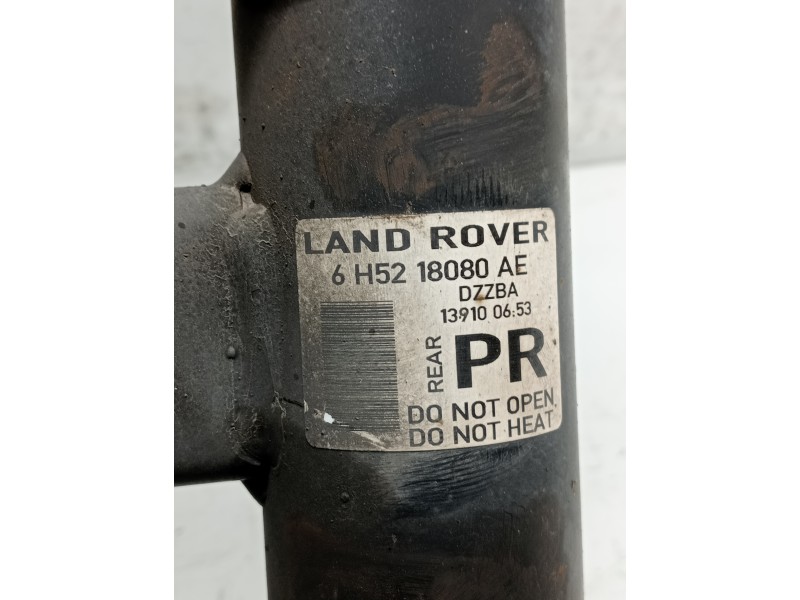 LAND ROVER
6 H52 18080 AE
DZZBA
13910 06:53
REAR
PR
DO NOT OPEN
DO NOT HEAT